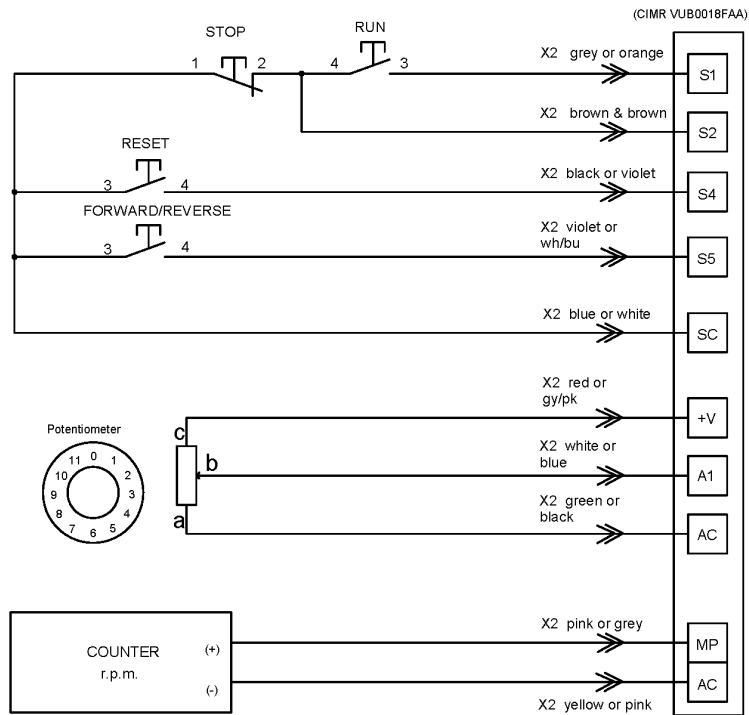 (CIMR VUB0018FAA)
STOP
RUN
1
2
4
3
X2 grey or orange
S1
X2 brown & brown
S2
RESET
3
4
X2 black or violet
S4
FORWARD/REVERSE
3
4
X2 violet or
wh/bu
S5
X2 blue or white
SC
X2 red or
gy/pk
+V
c
Potentiometer
11 0 1
10 2
9 3
8 4
7 6 5
b
X2 white or
blue
A1
a
X2 green or
black
AC
COUNTER
r.p.m.
(+)
(-)
X2 pink or grey
MP
AC
X2 yellow or pink